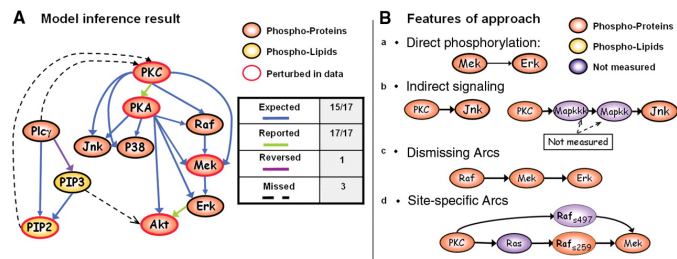 A Model inference result
Phospho-Proteins
Phospho-Lipids
Perturbed in data
PKC
PKA
Plcγ
Jnk
P38
Raf
Mek
PIP3
PIP2
Akt
Erk
Expected 15/17
Reported 17/17
Reversed 1
Missed 3
B Features of approach
Phospho-Proteins
Phospho-Lipids
Not measured
a • Direct phosphorylation:
Mek Erk
b • Indirect signaling
PKC Jnk PKC Mapkkk Mapkk Jnk
Not measured
c • Dismissing Arcs
Raf Mek Erk
d • Site-specific Arcs
Raf s497
PKC Ras Raf s259 Mek